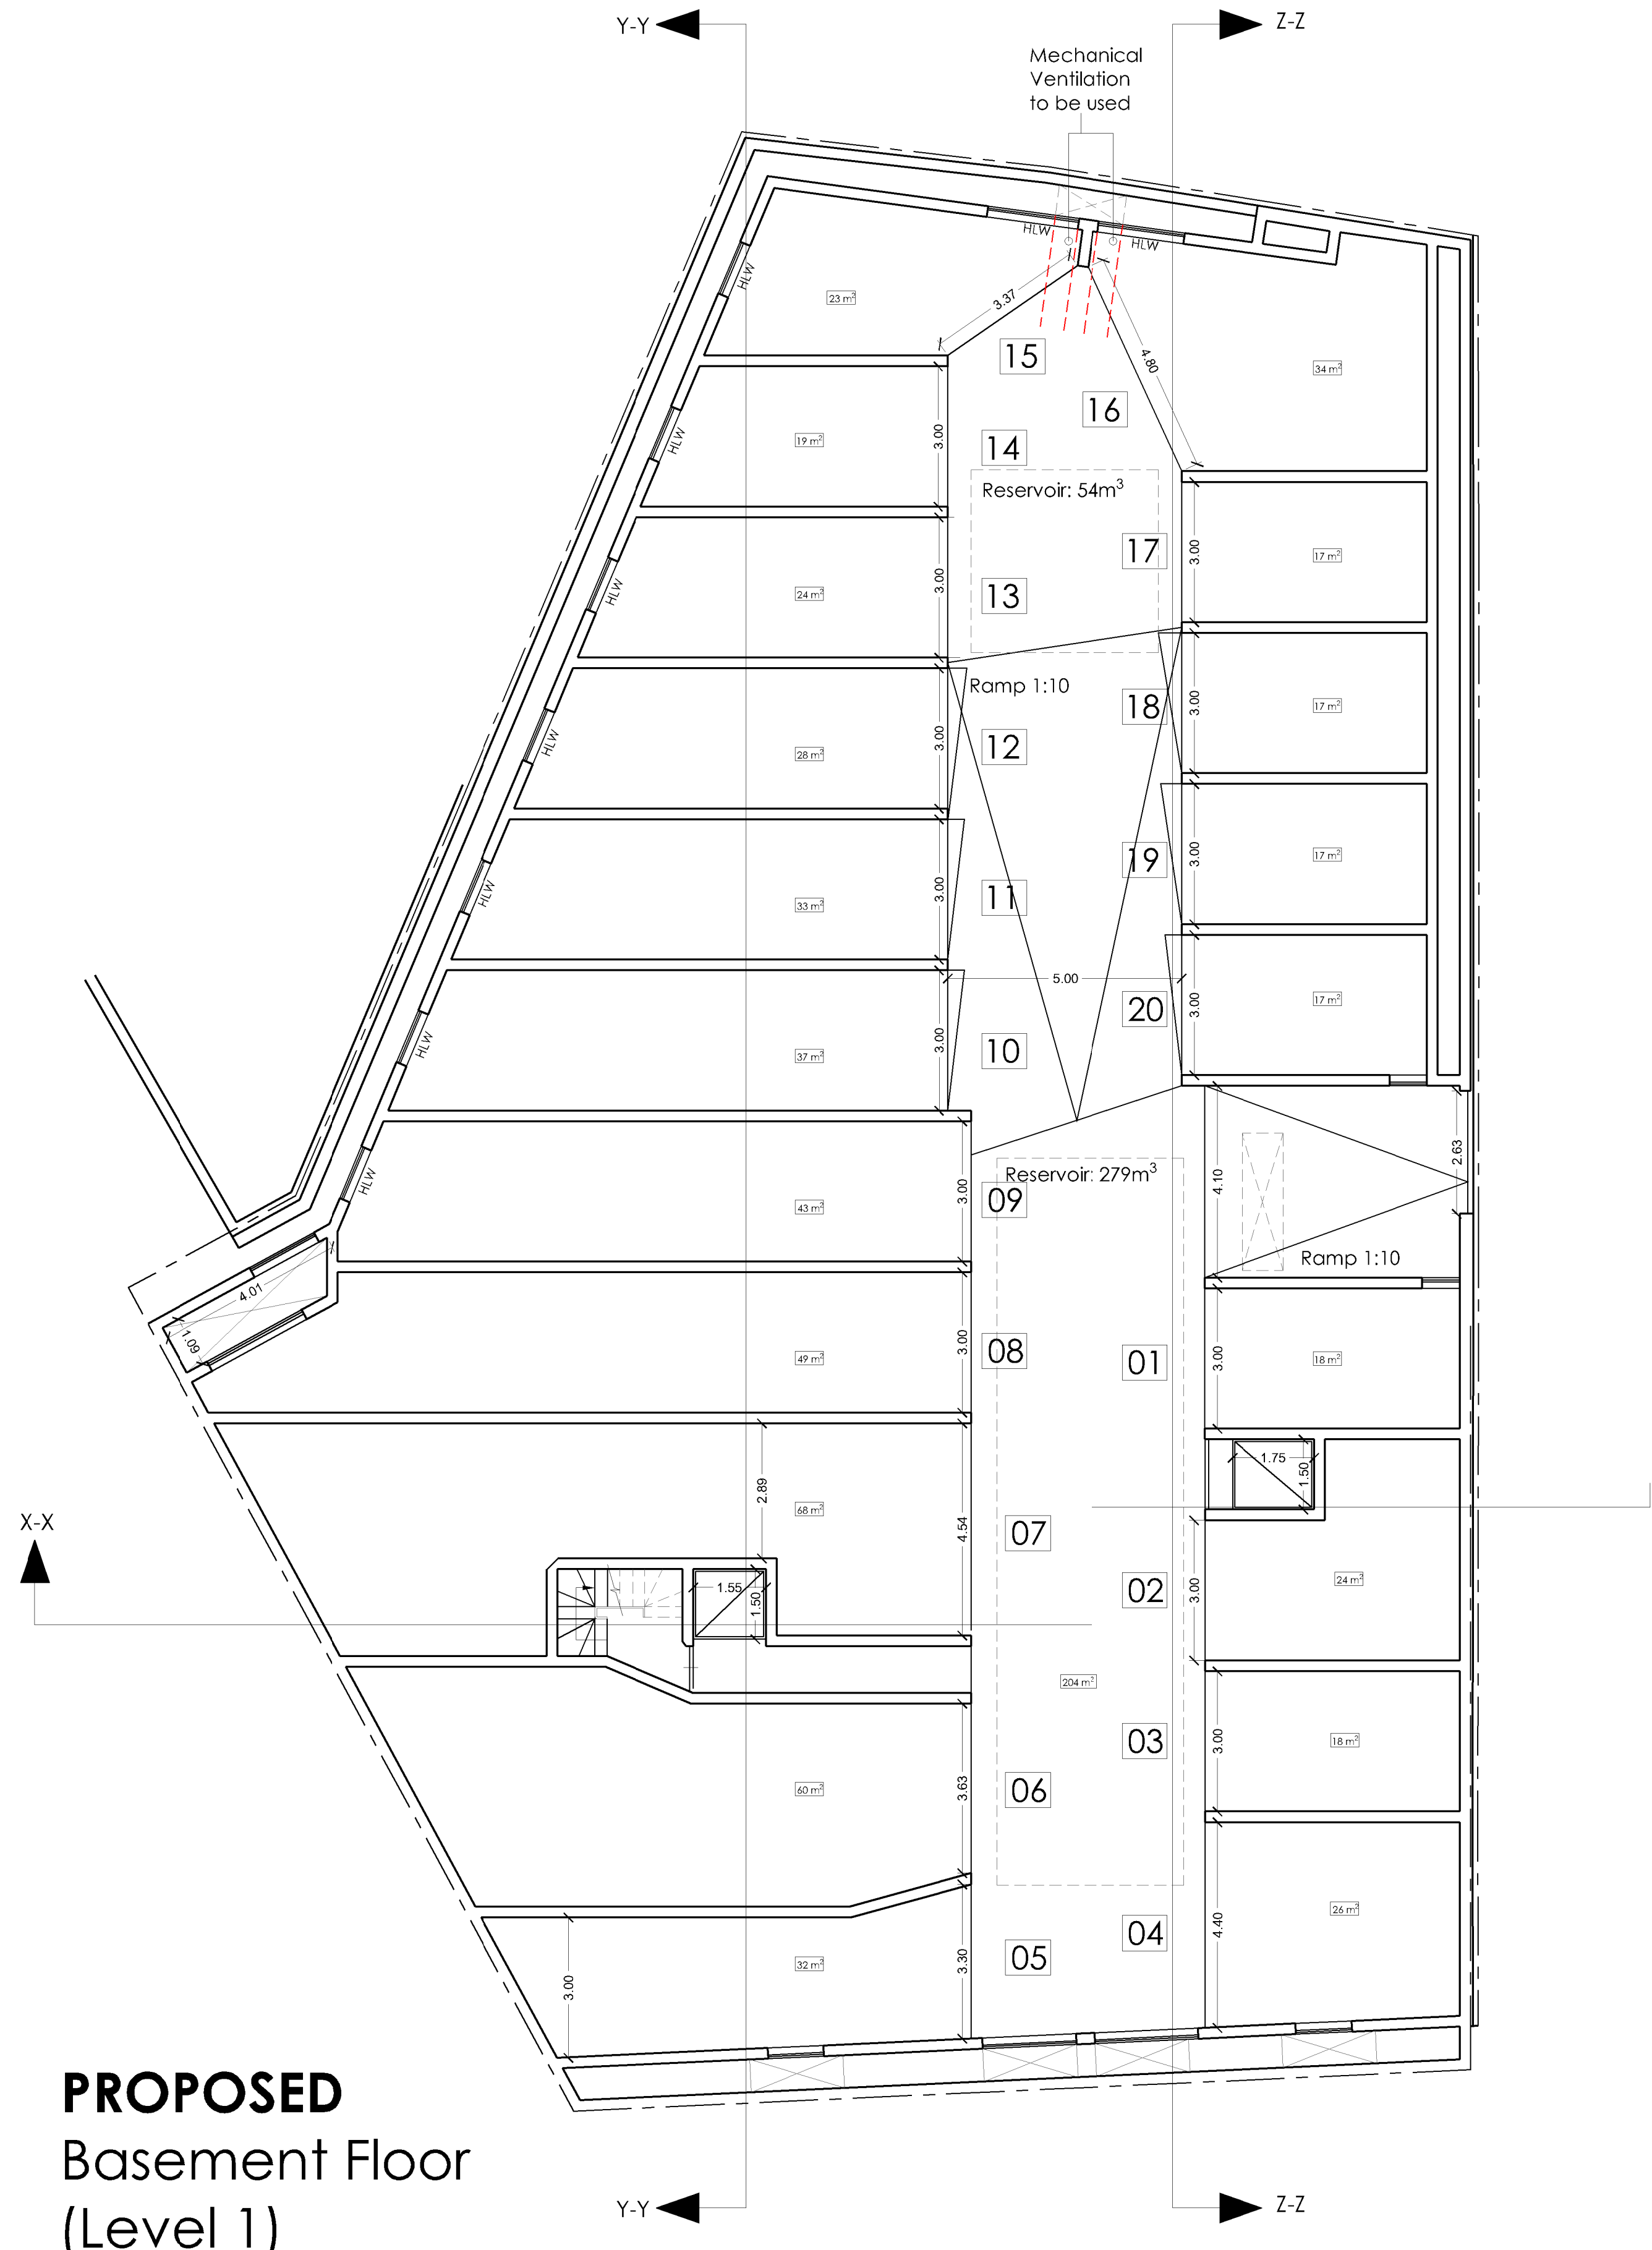 Y-Y
Z-Z
Mechanical
Ventilation
to be used
HLW
HLW
HLW
3.37
23 m²
15
4.80
34 m²
16
19 m²
3.00
14
HLW
Reservoir: 54m³
17
3.00
17 m²
24 m²
3.00
13
HLW
Ramp 1:10
18
3.00
17 m²
28 m²
3.00
12
HLW
19
3.00
17 m²
33 m²
3.00
11
HLW
5.00
20
3.00
17 m²
37 m²
3.00
10
HLW
Reservoir: 279m³
4.10
2.63
43 m²
3.00
09
HLW
Ramp 1:10
4.01
1.09
49 m²
3.00
08
01
3.00
18 m²
1.75
1.50
2.89
68 m²
4.54
07
X-X
1.55
1.50
02
3.00
24 m²
204 m²
03
3.00
18 m²
60 m²
3.63
06
26 m²
04
4.40
32 m²
3.30
05
3.00
PROPOSED
Basement Floor
(Level 1)
Y-Y
Z-Z